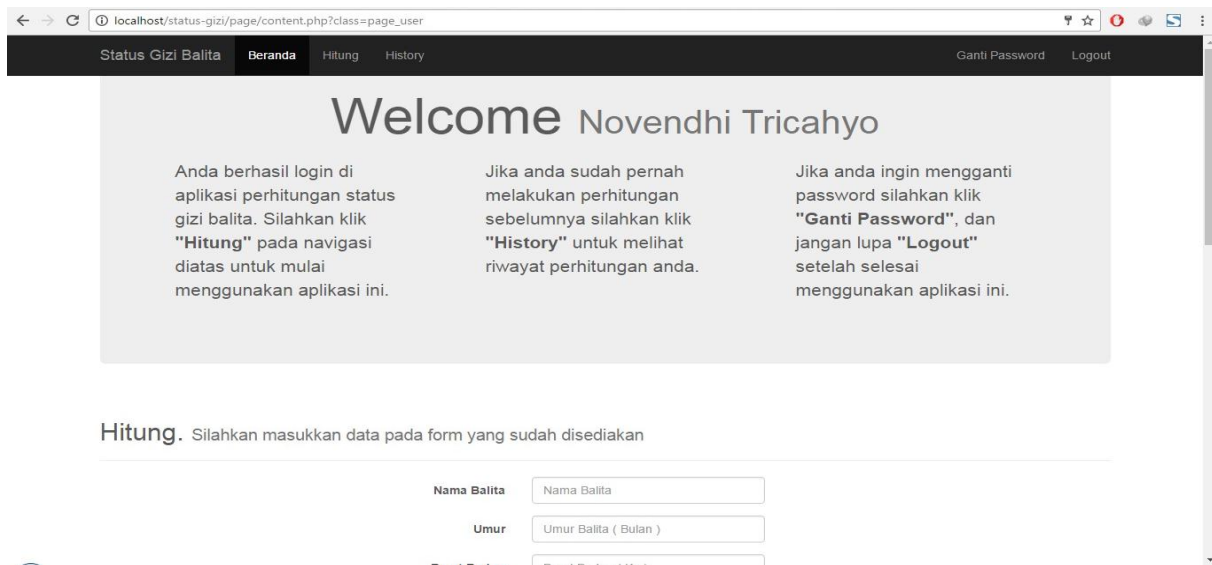 localhost/status-gizi/page/content.php?class=page_user
Status Gizi Balita Beranda Hitung History Ganti Password Logout
Welcome Novendhi Tricahyo
Anda berhasil login di
aplikasi perhitungan status
gizi balita. Silahkan klik
"Hitung" pada navigasi
diatas untuk mulai
menggunakan aplikasi ini.
Jika anda sudah pernah
melakukan perhitungan
sebelumnya silahkan klik
"History" untuk melihat
riwayat perhitungan anda.
Jika anda ingin mengganti
password silahkan klik
"Ganti Password", dan
jangan lupa "Logout"
setelah selesai
menggunakan aplikasi ini.
Hitung. Silahkan masukkan data pada form yang sudah disediakan
Nama Balita Nama Balita
Umur Umur Balita ( Bulan )